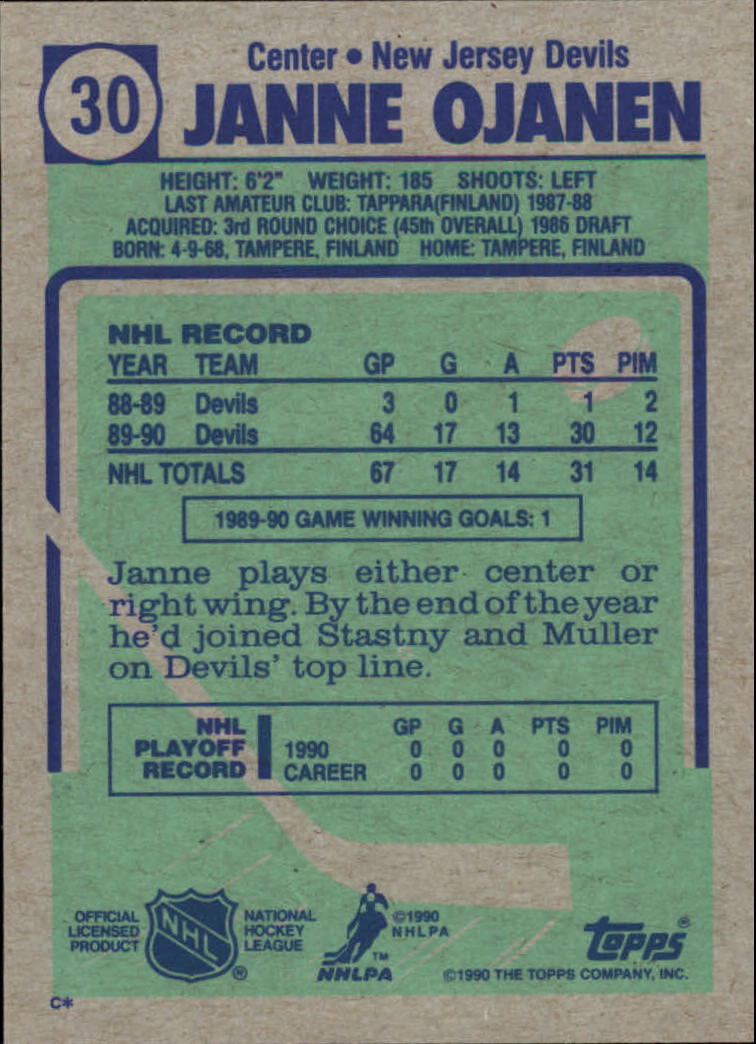 30
Center • New Jersey Devils
JANNE OJANEN
HEIGHT: 6'2" WEIGHT: 185 SHOOTS: LEFT
LAST AMATEUR CLUB: TAPPARA(FINLAND) 1987-88
ACQUIRED: 3rd ROUND CHOICE (45th OVERALL) 1986 DRAFT
BORN: 4-9-68, TAMPERE, FINLAND HOME: TAMPERE, FINLAND
NHL RECORD
YEAR TEAM GP G A PTS PIM
88-89 Devils 3 0 1 1 2
89-90 Devils 64 17 13 30 12
NHL TOTALS 67 17 14 31 14
1989-90 GAME WINNING GOALS: 1
Janne plays either center or
right wing. By the end of the year
he'd joined Stastny and Muller
on Devils' top line.
NHL PLAYOFF RECORD
GP G A PTS PIM
1990 0 0 0 0 0
CAREER 0 0 0 0 0
OFFICIAL
LICENSED
PRODUCT
NHL
®
NATIONAL
HOCKEY
LEAGUE
TM
NHLPA
©1990
NHLPA
topps®
©1990 THE TOPPS COMPANY, INC.
C*